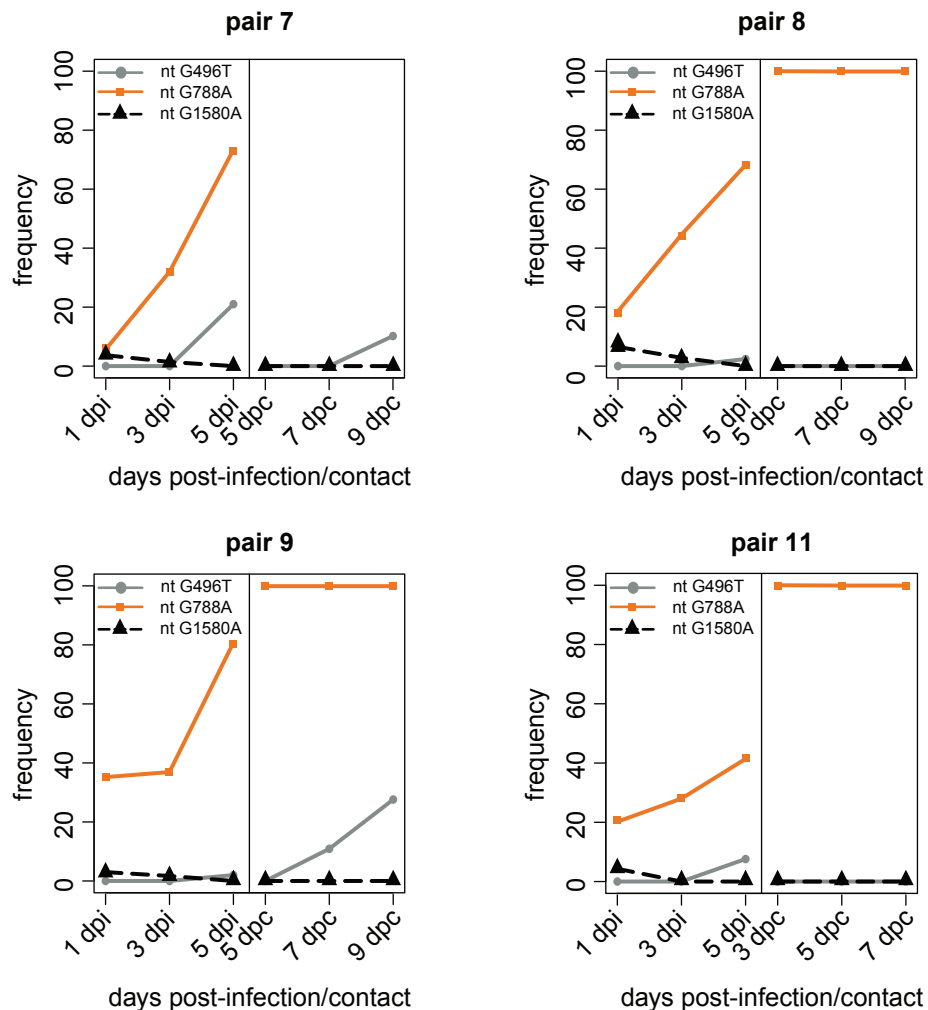 pair 7
frequency
0
20
40
60
80
100
nt G496T
nt G788A
nt G1580A
1 dpi
3 dpi
5 dpi
5 dpc
7 dpc
9 dpc
days post-infection/contact
pair 8
frequency
0
20
40
60
80
100
nt G496T
nt G788A
nt G1580A
1 dpi
3 dpi
5 dpi
5 dpc
7 dpc
9 dpc
days post-infection/contact
pair 9
frequency
0
20
40
60
80
100
nt G496T
nt G788A
nt G1580A
1 dpi
3 dpi
5 dpi
5 dpc
7 dpc
9 dpc
days post-infection/contact
pair 11
frequency
0
20
40
60
80
100
nt G496T
nt G788A
nt G1580A
1 dpi
3 dpi
5 dpi
3 dpc
5 dpc
7 dpc
days post-infection/contact